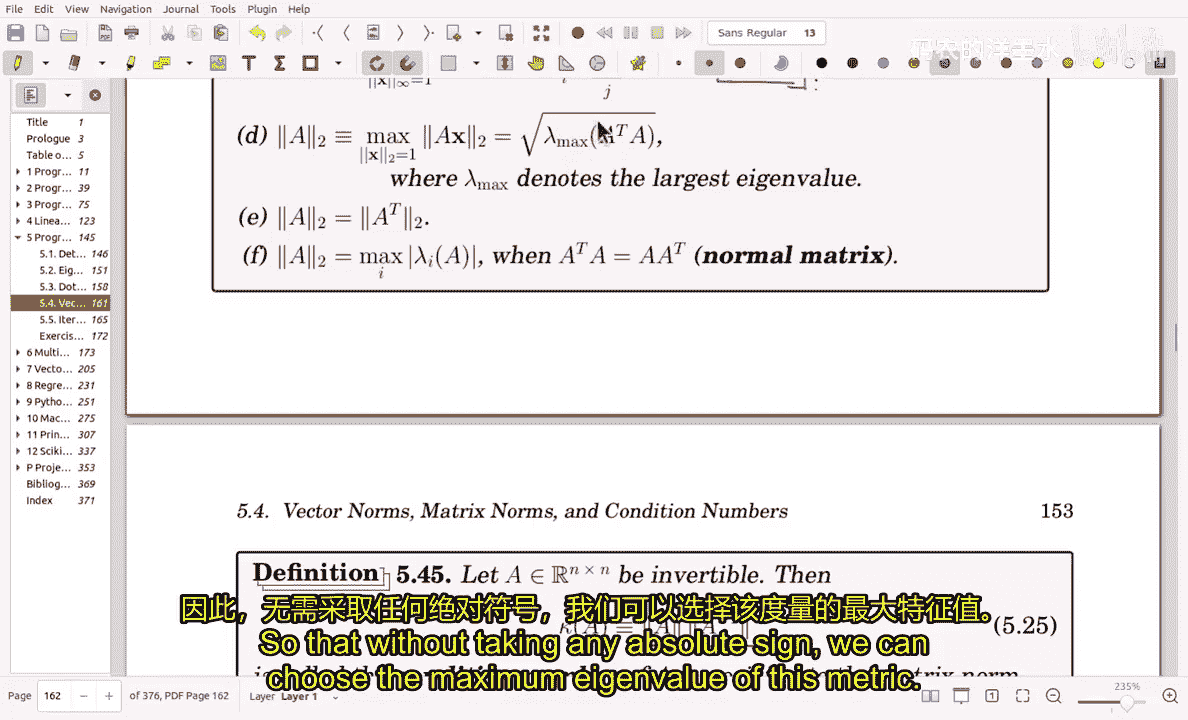 File Edit View Navigation Journal Tools Plugin Help
Sans Regular 13
Title 1
Prologue 3
Table o... 5
1 Progr... 11
2 Progr... 39
3 Progr... 75
4 Linea... 123
5 Progr... 145
5.1. Det... 146
5.2. Eig... 151
5.3. Dot... 158
5.4. Vec... 161
5.5. Iter... 165
Exercis... 172
6 Multi... 173
7 Vecto... 205
8 Regre... 231
9 Pytho... 251
10 Mac... 275
11 Prin... 307
12 Sciki... 337
P Proje... 353
Bibliog... 369
Index 371
||x||∞=1 i
j
(d) ‖A‖₂ ≡ max ‖Ax‖₂ = √λmax(AᵀA),
||x||₂=1
where λmax denotes the largest eigenvalue.
(e) ‖A‖₂ = ‖Aᵀ‖₂.
(f) ‖A‖₂ = max |λᵢ(A)|, when AᵀA = AAᵀ (normal matrix).
i
5.4. Vector Norms, Matrix Norms, and Condition Numbers 153
Definition 5.45. Let A ∈ ℝⁿˣⁿ be invertible. Then
(5.25)
因此，无需采取任何绝对符号，我们可以选择该度量的最大特征值。
So that without taking any absolute sign, we can
choose the maximum eigenvalue of this metric.
Page 162 − + of 376, PDF Page 162 Layer Layer 1
235%